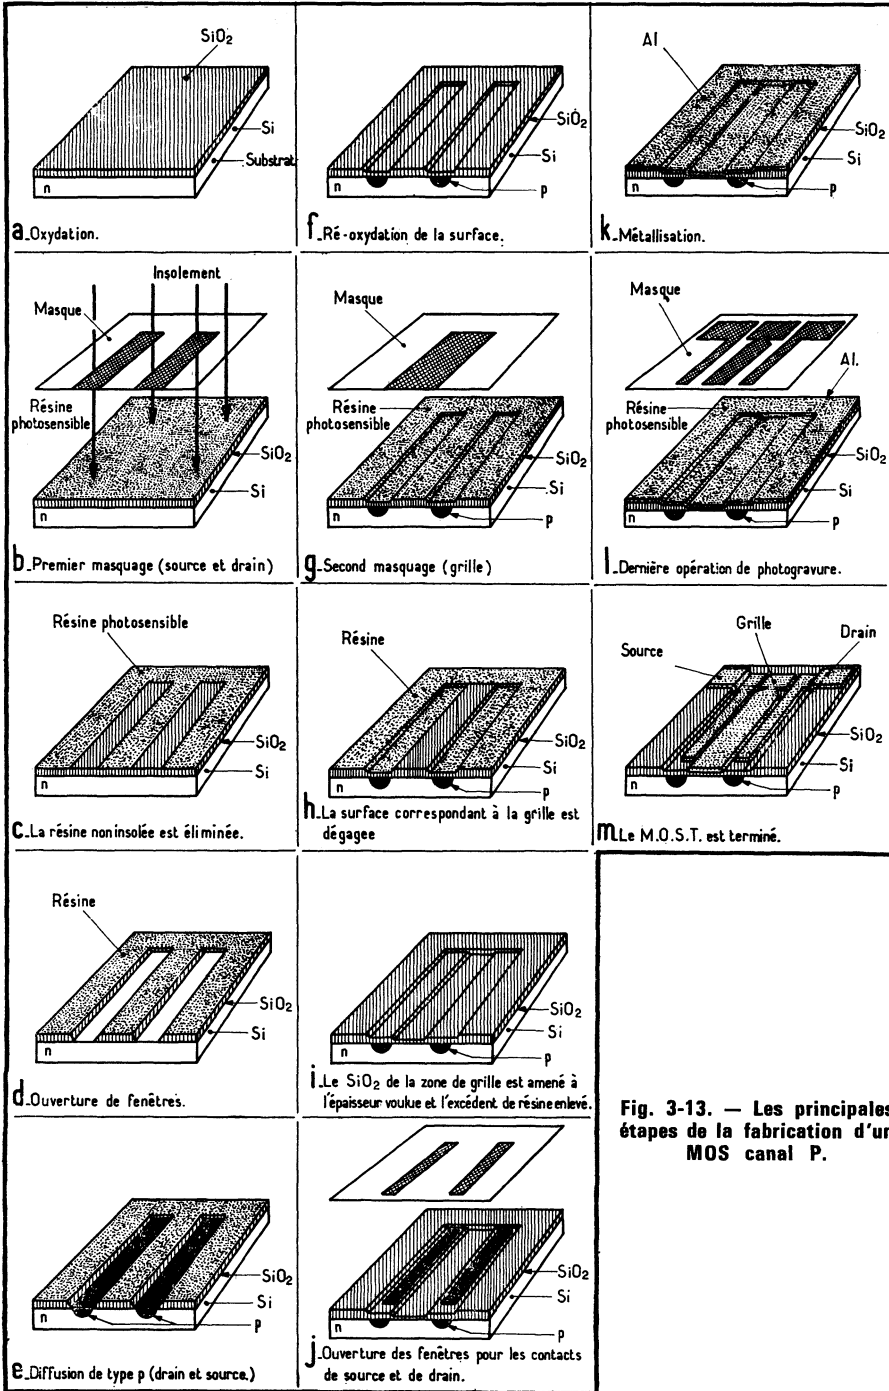 SiO2
Si
Substrat
n
a_Oxydation.
Insolement
Masque
Résine
photosensible
SiO2
Si
n
b_Premier masquage (source et drain)
Résine photosensible
SiO2
Si
n
c_La résine non insolée est éliminée.
Résine
SiO2
Si
n
d_Ouverture de fenêtres.
SiO2
Si
n
p
e_Diffusion de type p (drain et source.)
SiO2
Si
n
p
f_Ré-oxydation de la surface.
Masque
Résine
photosensible
SiO2
Si
n
p
g_Second masquage (grille)
Résine
SiO2
Si
n
p
h_La surface correspondant à la grille est
dégagee
SiO2
Si
n
p
i_Le SiO2 de la zone de grille est amené à
l'épaisseur voulue et l'excédent de résine enlevé.
SiO2
Si
n
p
j_Ouverture des fenêtres pour les contacts
de source et de drain.
Al
SiO2
Si
n
p
k_Métallisation.
Masque
Al.
Résine
photosensible
SiO2
Si
n
p
l_Dernière opération de photogravure.
Grille
Source
Drain
SiO2
Si
n
p
m_Le M.O.S.T. est terminé.
Fig. 3-13. — Les principales
étapes de la fabrication d'un
MOS canal P.